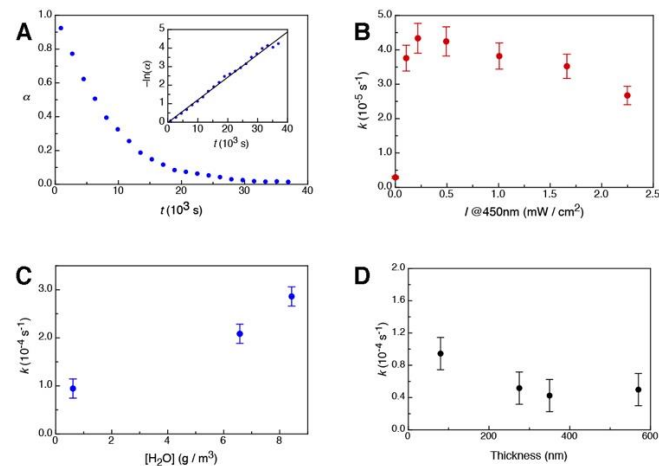 A
1.0
0.8
0.6
0.4
0.2
0.0
α
0
10
20
30
40
t (10³ s)
5
4
3
2
1
0
–ln(α)
0 10 20 30 40
t (10³ s)
B
5.0
4.0
3.0
2.0
1.0
0.0
k (10⁻⁵ s⁻¹)
0.0 0.5 1.0 1.5 2.0 2.5
I @450nm (mW / cm²)
C
3.0
2.0
1.0
0.0
k (10⁻⁴ s⁻¹)
0 2 4 6 8
[H₂O] (g / m³)
D
2.0
1.6
1.2
0.8
0.4
0.0
k (10⁻⁴ s⁻¹)
0 200 400 600
Thickness (nm)